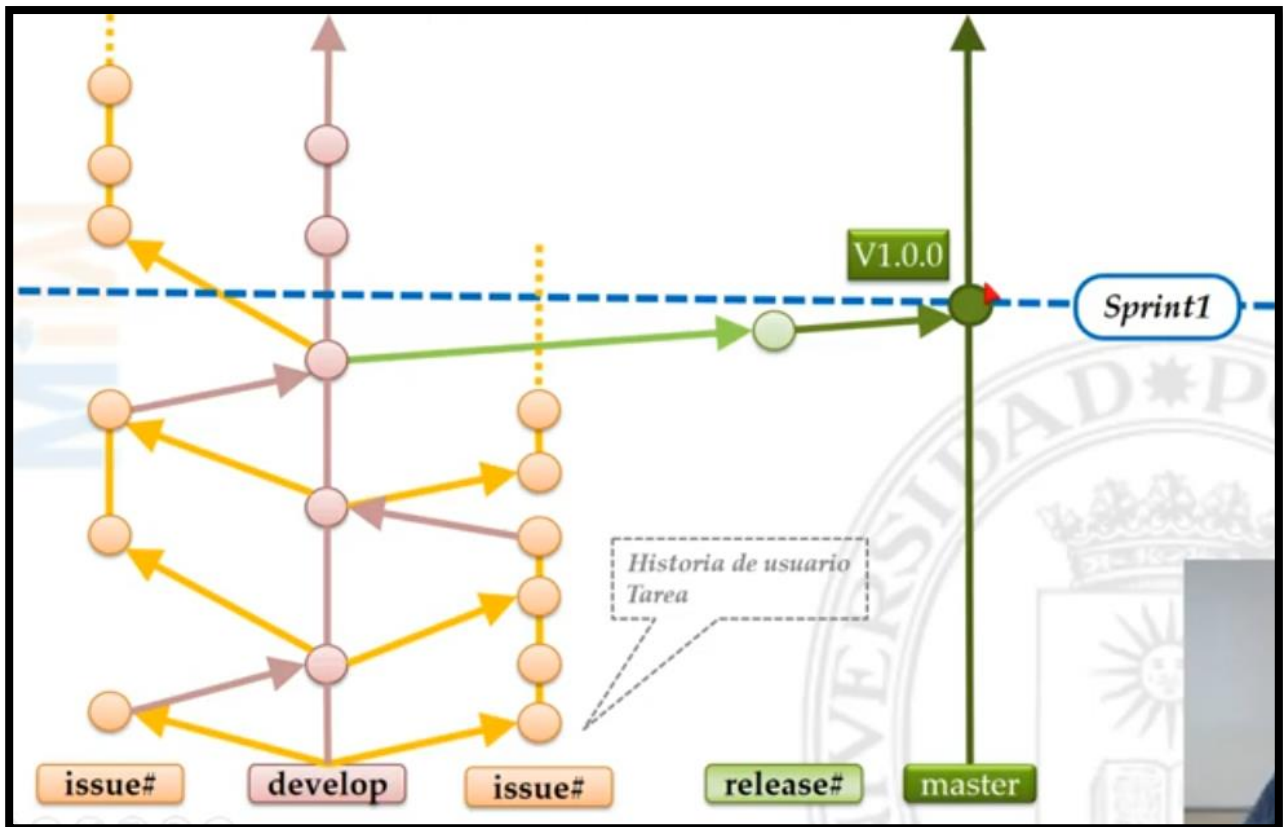 V1.0.0
Sprint1
Historia de usuario
Tarea
issue#
develop
issue#
release#
master